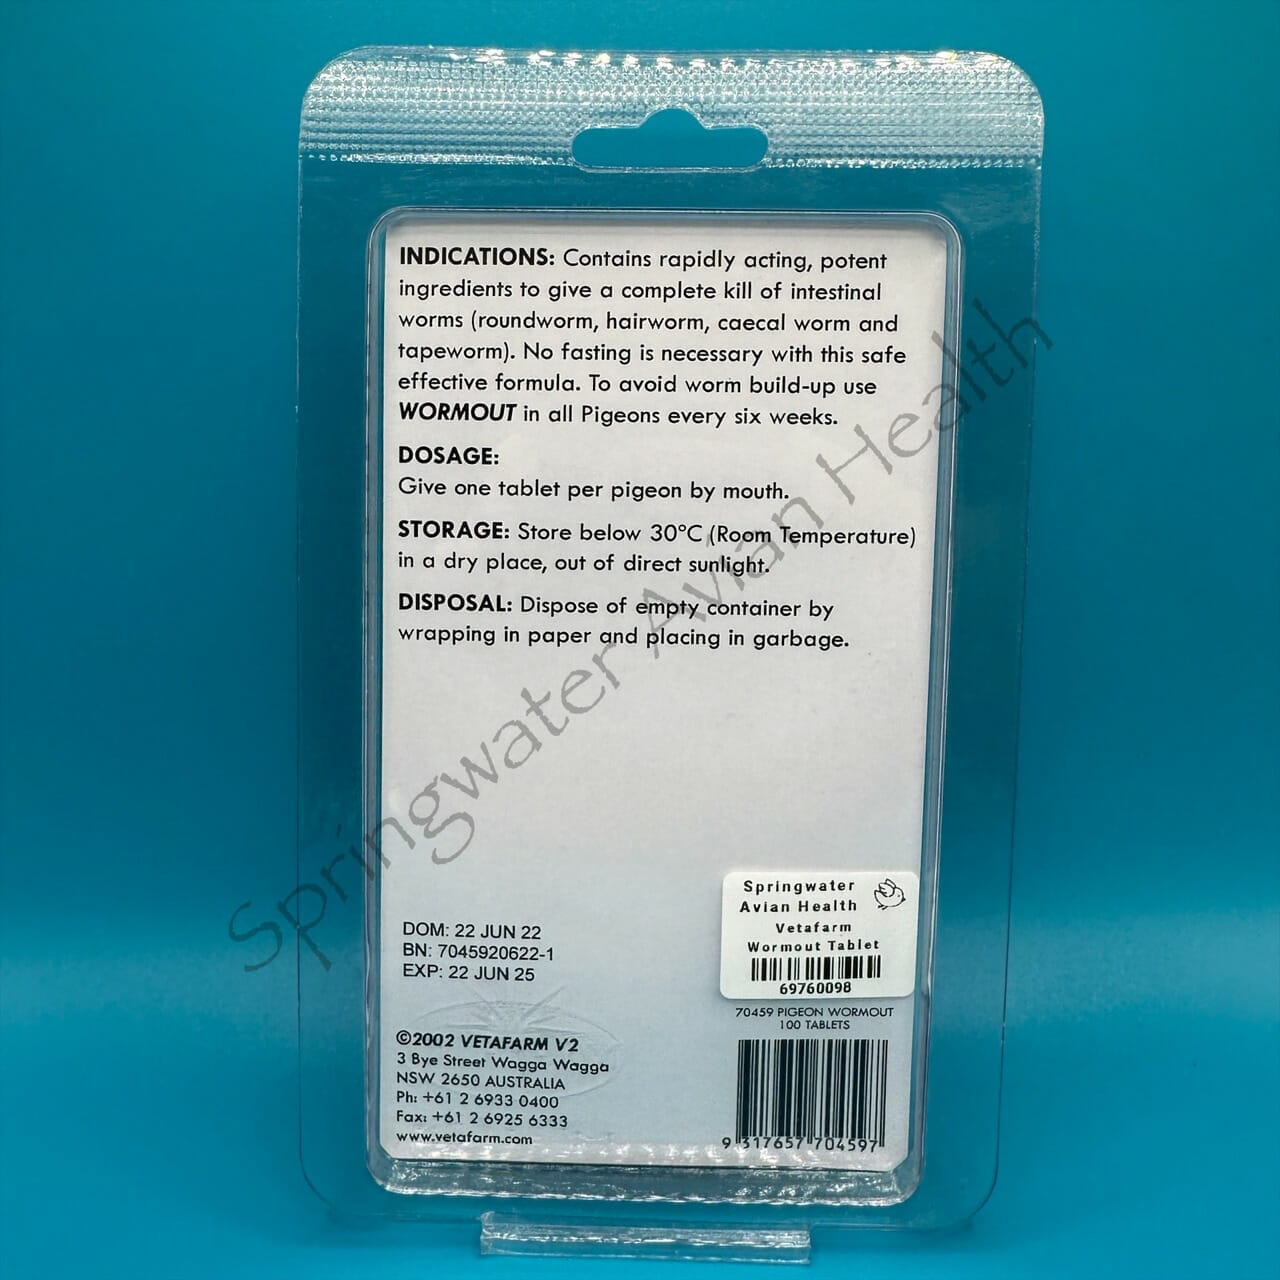 INDICATIONS: Contains rapidly acting, potent
ingredients to give a complete kill of intestinal
worms (roundworm, hairworm, caecal worm and
tapeworm). No fasting is necessary with this safe
effective formula. To avoid worm build-up use
WORMOUT in all Pigeons every six weeks.
DOSAGE:
Give one tablet per pigeon by mouth.
STORAGE: Store below 30°C (Room Temperature)
in a dry place, out of direct sunlight.
DISPOSAL: Dispose of empty container by
wrapping in paper and placing in garbage.
Springwater Avian Health
DOM: 22 JUN 22
BN: 7045920622-1
EXP: 22 JUN 25
©2002 VETAFARM V2
3 Bye Street Wagga Wagga
NSW 2650 AUSTRALIA
Ph: +61 2 6933 0400
Fax: +61 2 6925 6333
www.vetafarm.com
Springwater
Avian Health
Vetafarm
Wormout Tablet
69760098
70459 PIGEON WORMOUT
100 TABLETS
9 317657 704597